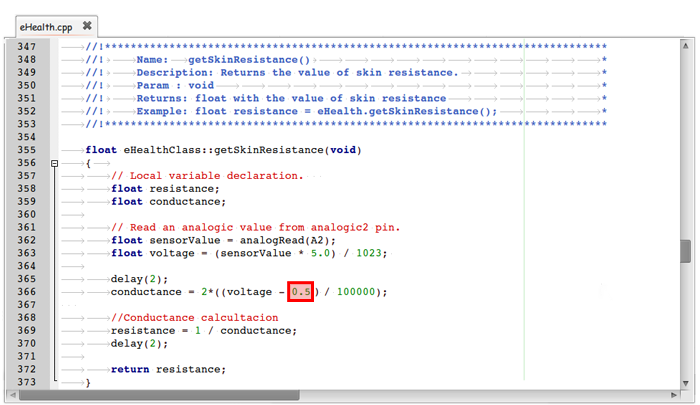 eHealth.cpp
347 //!******************************************************************************
348 //! Name: getSkinResistance() *
349 //! Description: Returns the value of skin resistance. *
350 //! Param : void *
351 //! Returns: float with the value of skin resistance *
352 //! Example: float resistance = eHealth.getSkinResistance(); *
353 //!******************************************************************************
354
355 float eHealthClass::getSkinResistance(void)
356 {
357 // Local variable declaration.
358 float resistance;
359 float conductance;
360
361 // Read an analogic value from analogic2 pin.
362 float sensorValue = analogRead(A2);
363 float voltage = (sensorValue * 5.0) / 1023;
364
365 delay(2);
366 conductance = 2*((voltage - 0.5) / 100000);
367
368 //Conductance calcultacion
369 resistance = 1 / conductance;
370 delay(2);
371
372 return resistance;
373 }